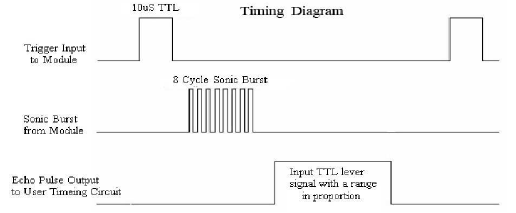 10uS TTL
Timing Diagram
Trigger Input
to Module
8 Cycle Sonic Burst
Sonic Burst
from Module
Echo Pulse Output
to User Timeing Circuit
Input TTL lever
signal with a range
in proportion